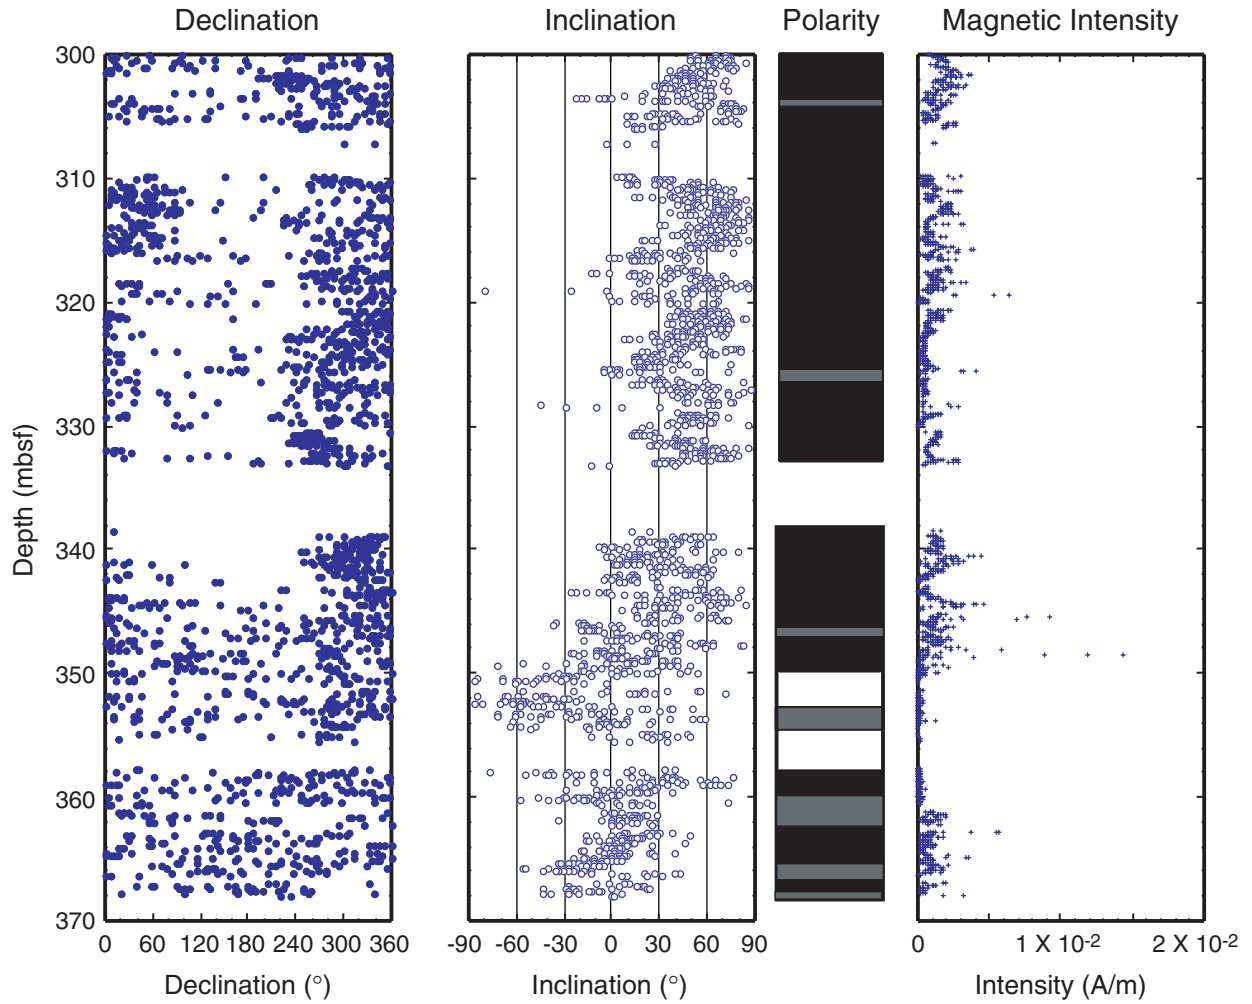 Declination Inclination Polarity Magnetic Intensity
300
310
320
330
340
350
360
370
Depth (mbsf)
0 60 120 180 240 300 360
-90 -60 -30 0 30 60 90
0 1 X 10-2 2 X 10-2
Declination (°) Inclination (°) Intensity (A/m)